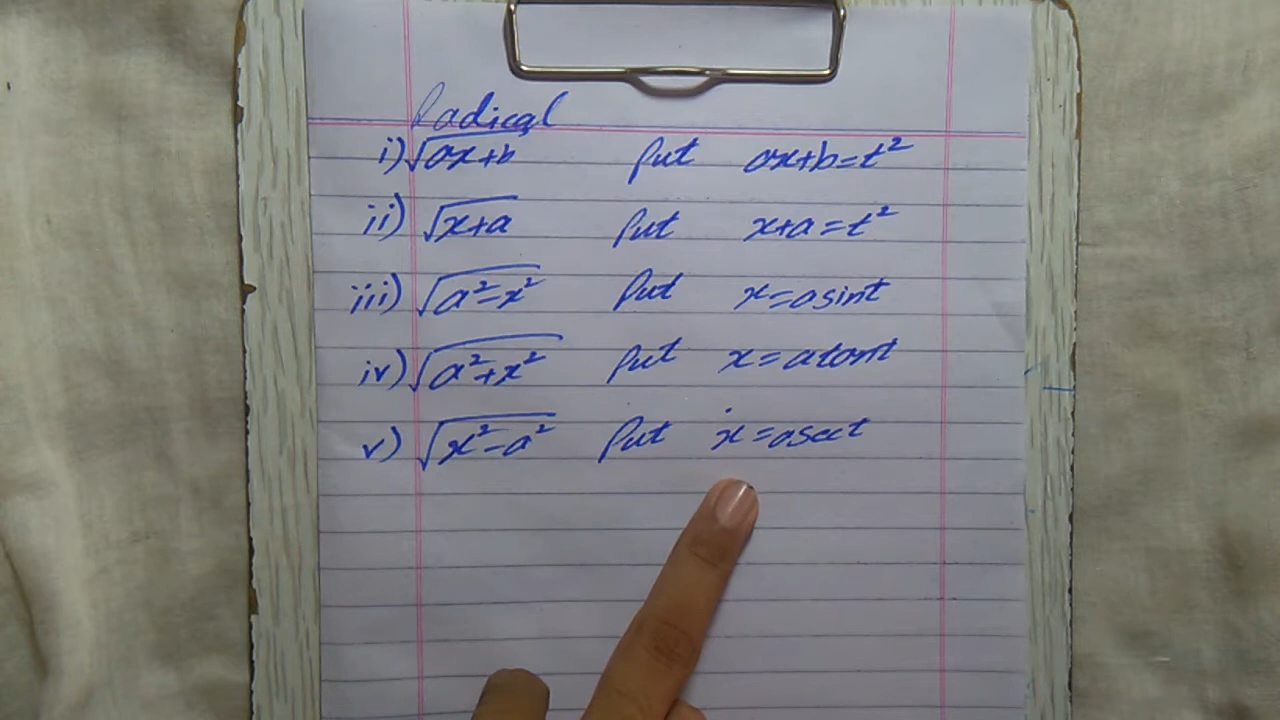 Radical
i) √ax+b Put ax+b=t²
ii) √x+a Put x+a=t²
iii) √a²-x² Put x=asint
iv) √a²+x² Put x=atant
v) √x²-a² Put x=asect